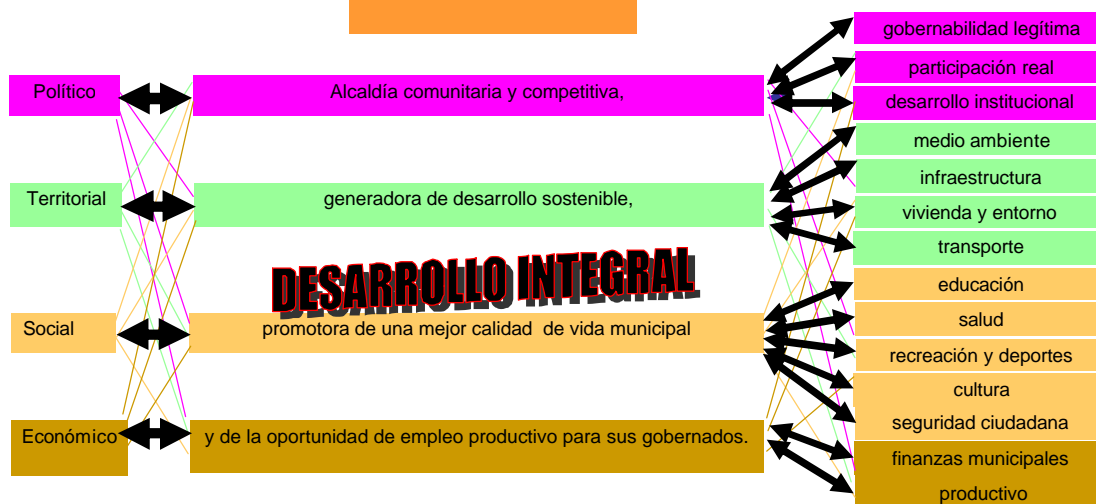 gobernabilidad legítima
Político
Alcaldía comunitaria y competitiva,
participación real
desarrollo institucional
medio ambiente
infraestructura
Territorial
generadora de desarrollo sostenible,
vivienda y entorno
transporte
DESARROLLO INTEGRAL
educación
Social
promotora de una mejor calidad de vida municipal
salud
recreación y deportes
cultura
seguridad ciudadana
Económico
y de la oportunidad de empleo productivo para sus gobernados.
finanzas municipales
productivo